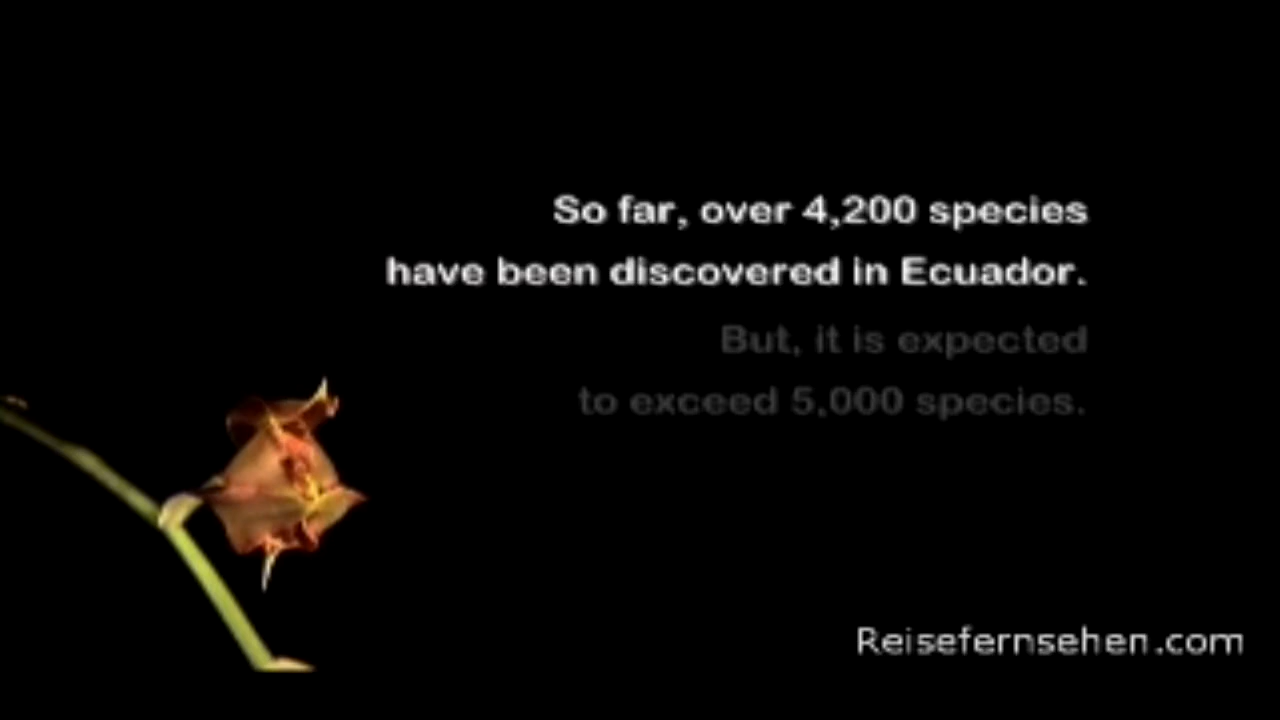 So far, over 4,200 species
have been discovered in Ecuador.
But, it is expected
to exceed 5,000 species.
Reisefernsehen.com